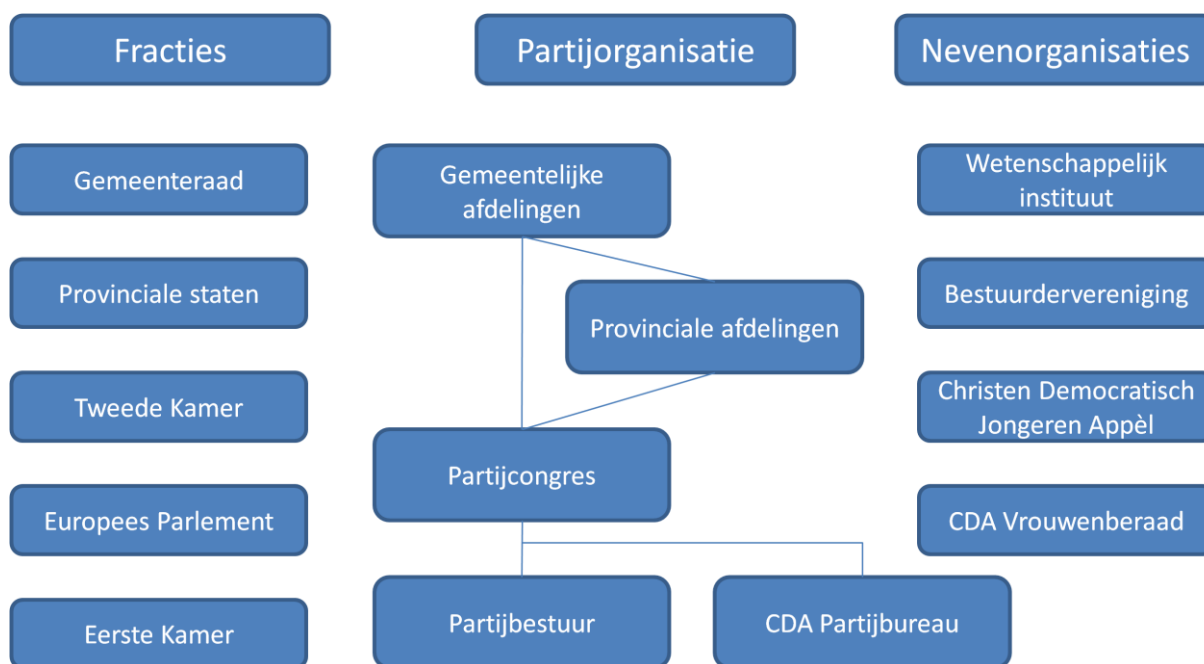 Fracties
Partijorganisatie
Nevenorganisaties
Gemeenteraad
Provinciale staten
Tweede Kamer
Europees Parlement
Eerste Kamer
Gemeentelijke
afdelingen
Provinciale afdelingen
Partijcongres
Partijbestuur
CDA Partijbureau
Wetenschappelijk
instituut
Bestuurdervereniging
Christen Democratisch
Jongeren Appèl
CDA Vrouwenberaad